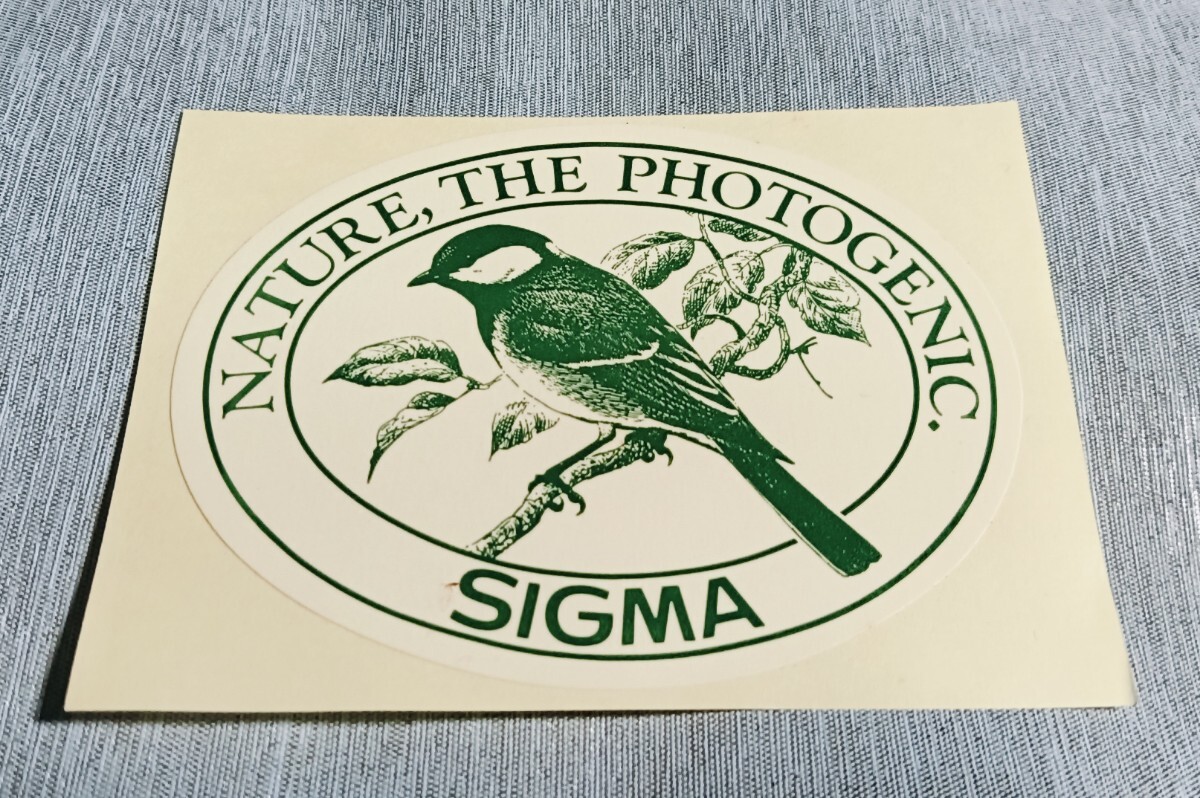 NATURE, THE PHOTOGENIC.
SIGMA